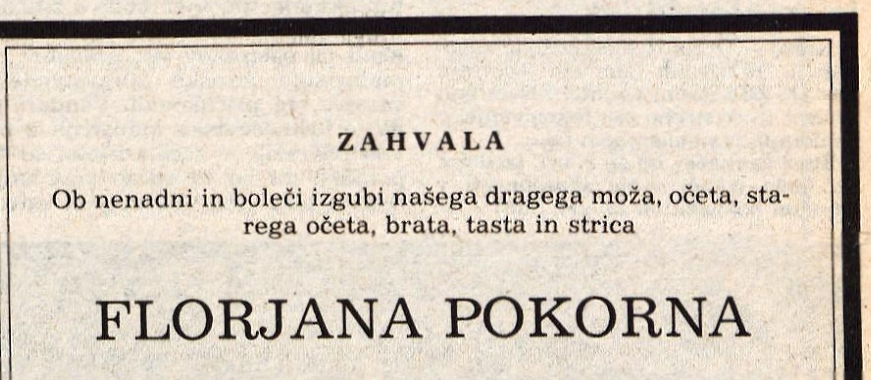 ZAHVALA
Ob nenadni in boleči izgubi našega dragega moža, očeta, sta-
rega očeta, brata, tasta in strica
FLORJANA POKORNA